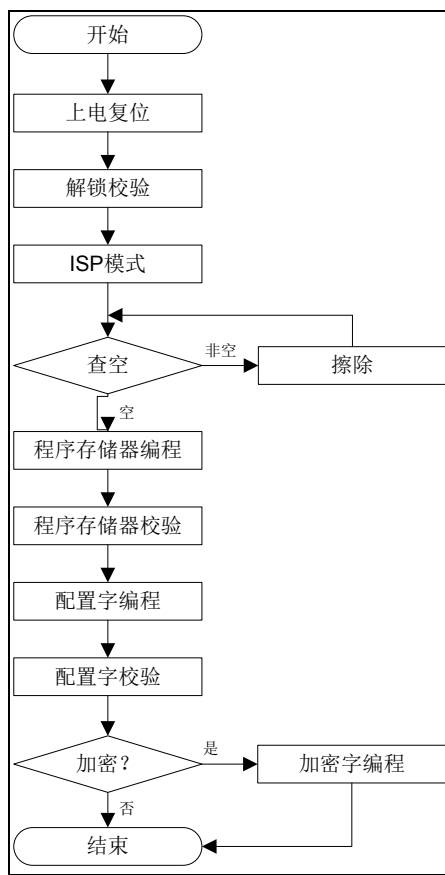 开始
上电复位
解锁校验
ISP模式
查空
非空
擦除
空
程序存储器编程
程序存储器校验
配置字编程
配置字校验
加密？
是
加密字编程
否
结束